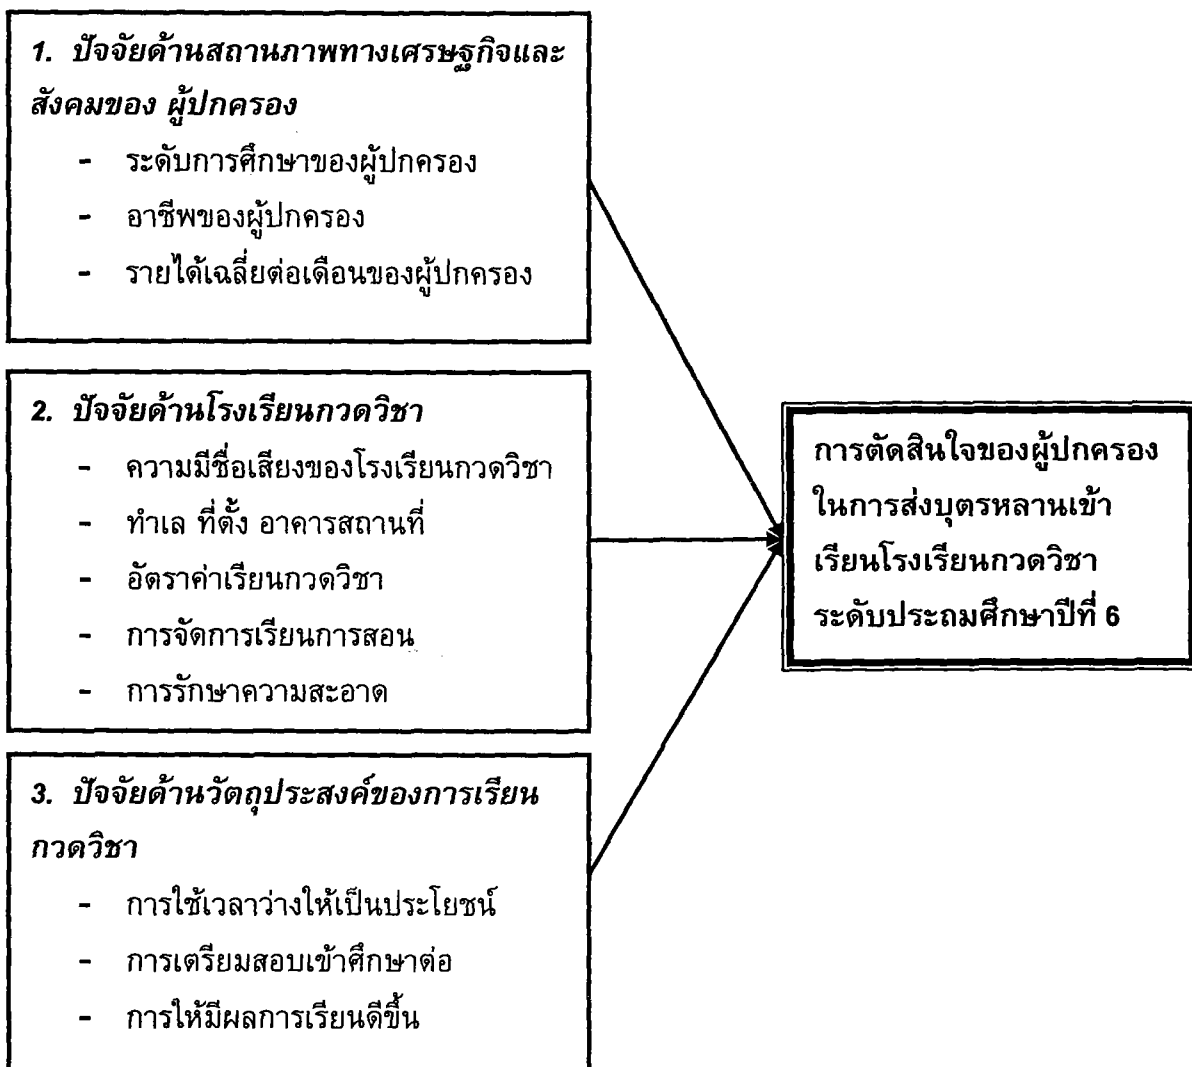 1. ปัจจัยด้านสถานภาพทางเศรษฐกิจและ
สังคมของ ผู้ปกครอง
- ระดับการศึกษาของผู้ปกครอง
- อาชีพของผู้ปกครอง
- รายได้เฉลี่ยต่อเดือนของผู้ปกครอง
2. ปัจจัยด้านโรงเรียนกวดวิชา
- ความมีชื่อเสียงของโรงเรียนกวดวิชา
- ทำเล ที่ตั้ง อาคารสถานที่
- อัตราค่าเรียนกวดวิชา
- การจัดการเรียนการสอน
- การรักษาความสะอาด
3. ปัจจัยด้านวัตถุประสงค์ของการเรียน
กวดวิชา
- การใช้เวลาว่างให้เป็นประโยชน์
- การเตรียมสอบเข้าศึกษาต่อ
- การให้มีผลการเรียนดีขึ้น
การตัดสินใจของผู้ปกครอง
ในการส่งบุตรหลานเข้า
เรียนโรงเรียนกวดวิชา
ระดับประถมศึกษาปีที่ 6